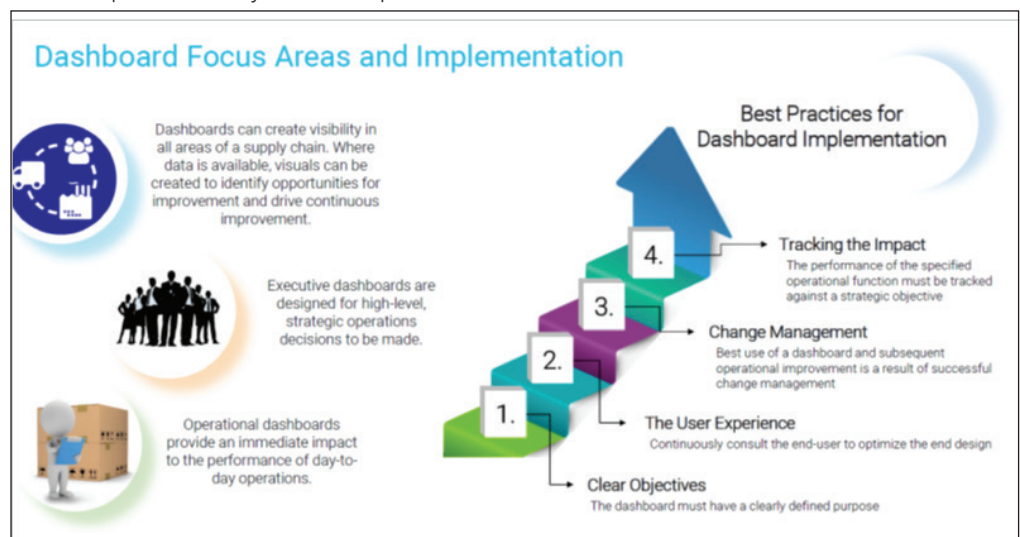 Dashboard Focus Areas and Implementation
Dashboards can create visibility in
all areas of a supply chain. Where
data is available, visuals can be
created to identify opportunities for
improvement and drive continuous
improvement.
Executive dashboards are
designed for high-level,
strategic operations
decisions to be made.
Operational dashboards
provide an immediate impact
to the performance of day-to-
day operations.
Best Practices for
Dashboard Implementation
4.
Tracking the Impact
The performance of the specified
operational function must be tracked
against a strategic objective
3.
Change Management
Best use of a dashboard and subsequent
operational improvement is a result of successful
change management
2.
The User Experience
Continuously consult the end-user to optimize the end design
1.
Clear Objectives
The dashboard must have a clearly defined purpose